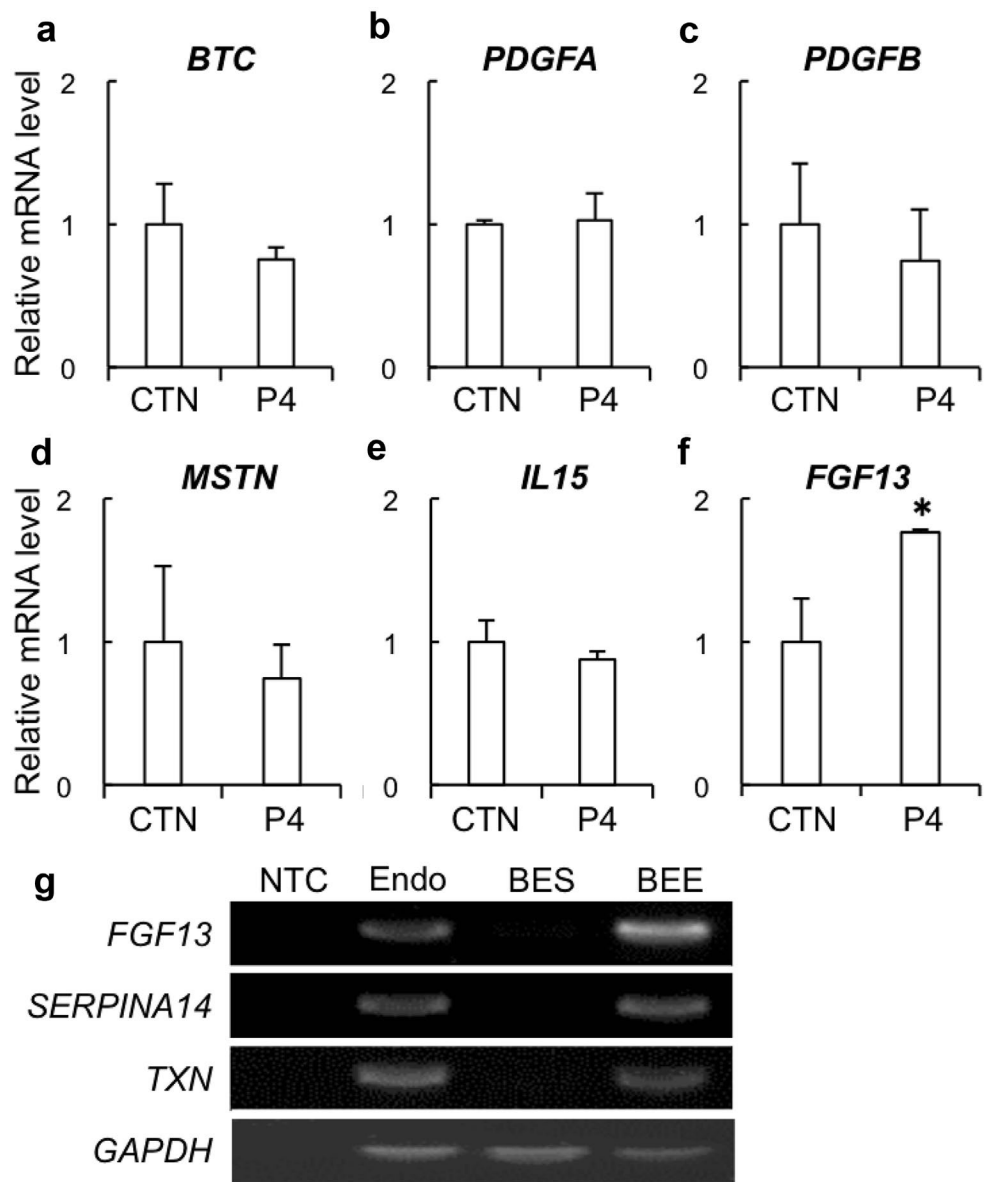 a
BTC
b
PDGFA
c
PDGFB
Relative mRNA level
2
1
0
CTN P4
2
1
0
CTN P4
2
1
0
CTN P4
d
MSTN
e
IL15
f
FGF13
Relative mRNA level
2
1
0
CTN P4
2
1
0
CTN P4
2
1
0
*
CTN P4
g
NTC Endo BES BEE
FGF13
SERPINA14
TXN
GAPDH